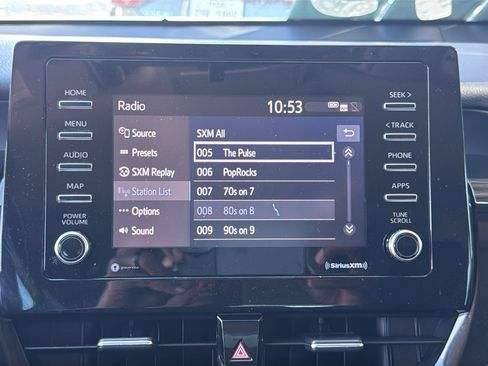 HOME
MENU
AUDIO
MAP
POWER
VOLUME
Radio
10:53
Source
Presets
SXM Replay
Station List
Options
Sound
SXM All
005 The Pulse
006 PopRocks
007 70s on 7
008 80s on 8
009 90s on 9
SEEK >
< TRACK
PHONE
APPS
TUNE
SCROLL
SiriusXM